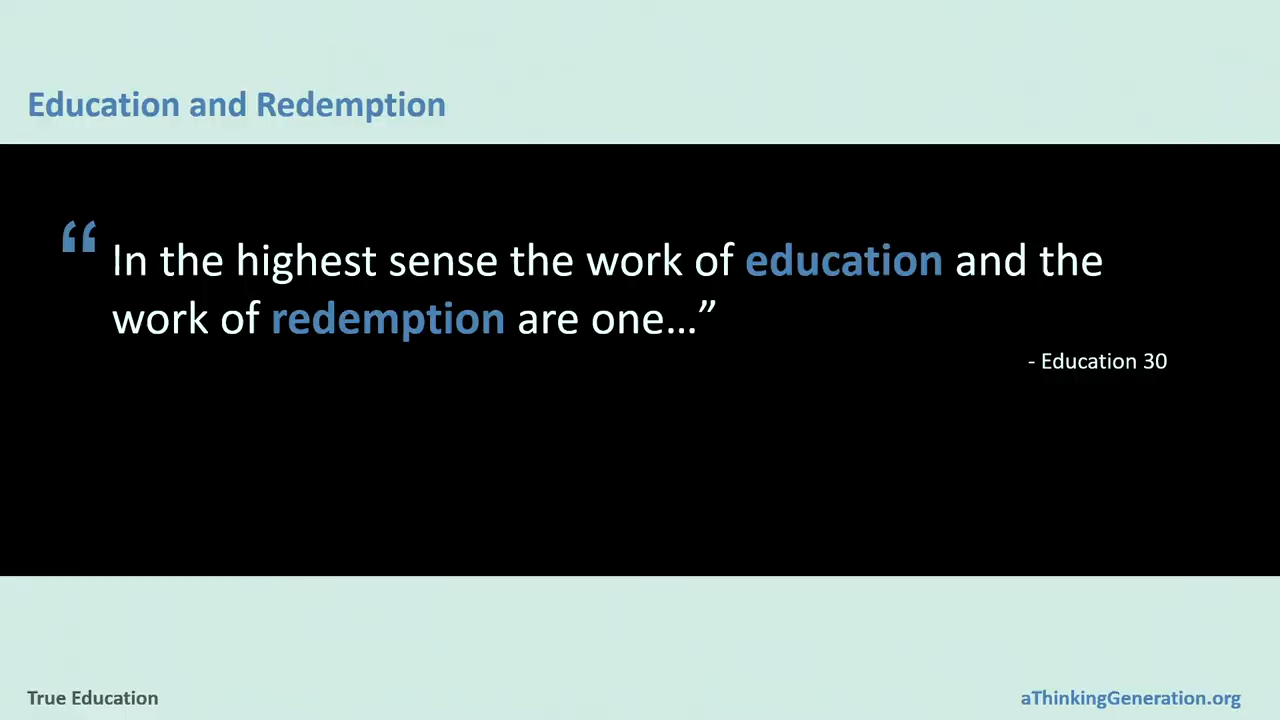 Education and Redemption
“ In the highest sense the work of education and the
work of redemption are one…”
- Education 30
True Education
aThinkingGeneration.org